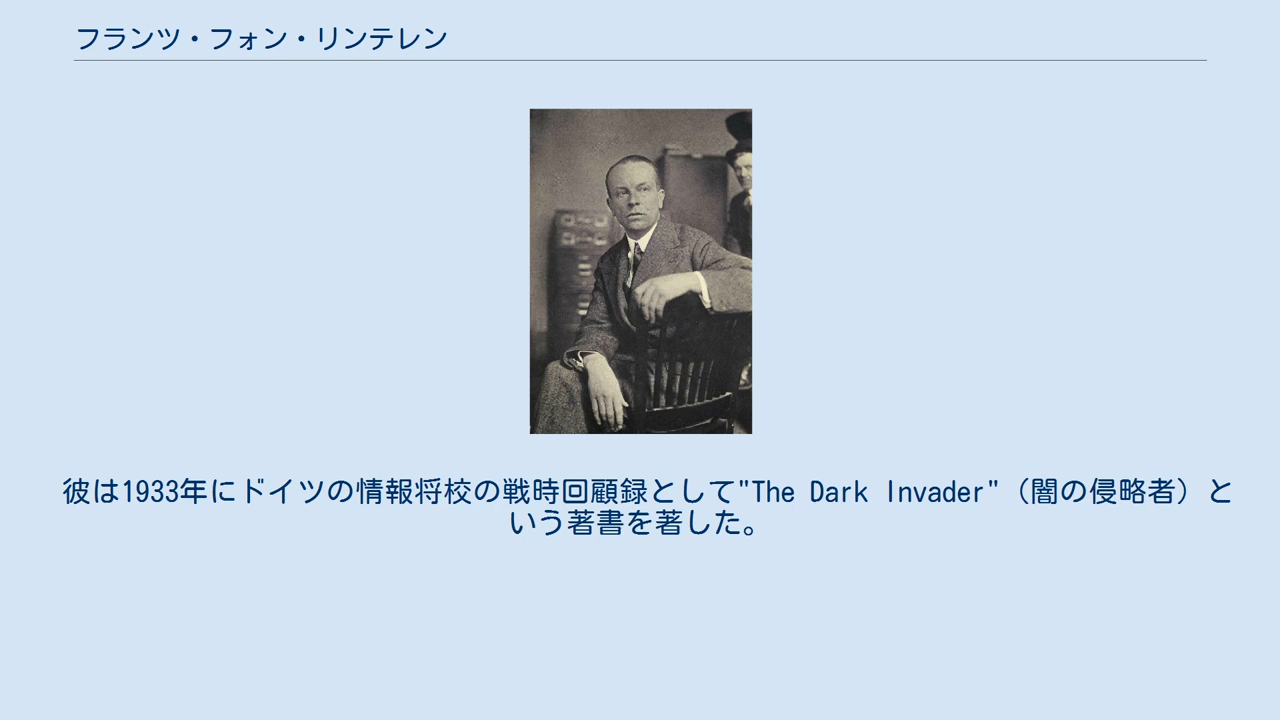 フランツ・フォン・リンテレン
彼は1933年にドイツの情報将校の戦時回顧録として"The Dark Invader"（闇の侵略者）と
いう著書を著した。